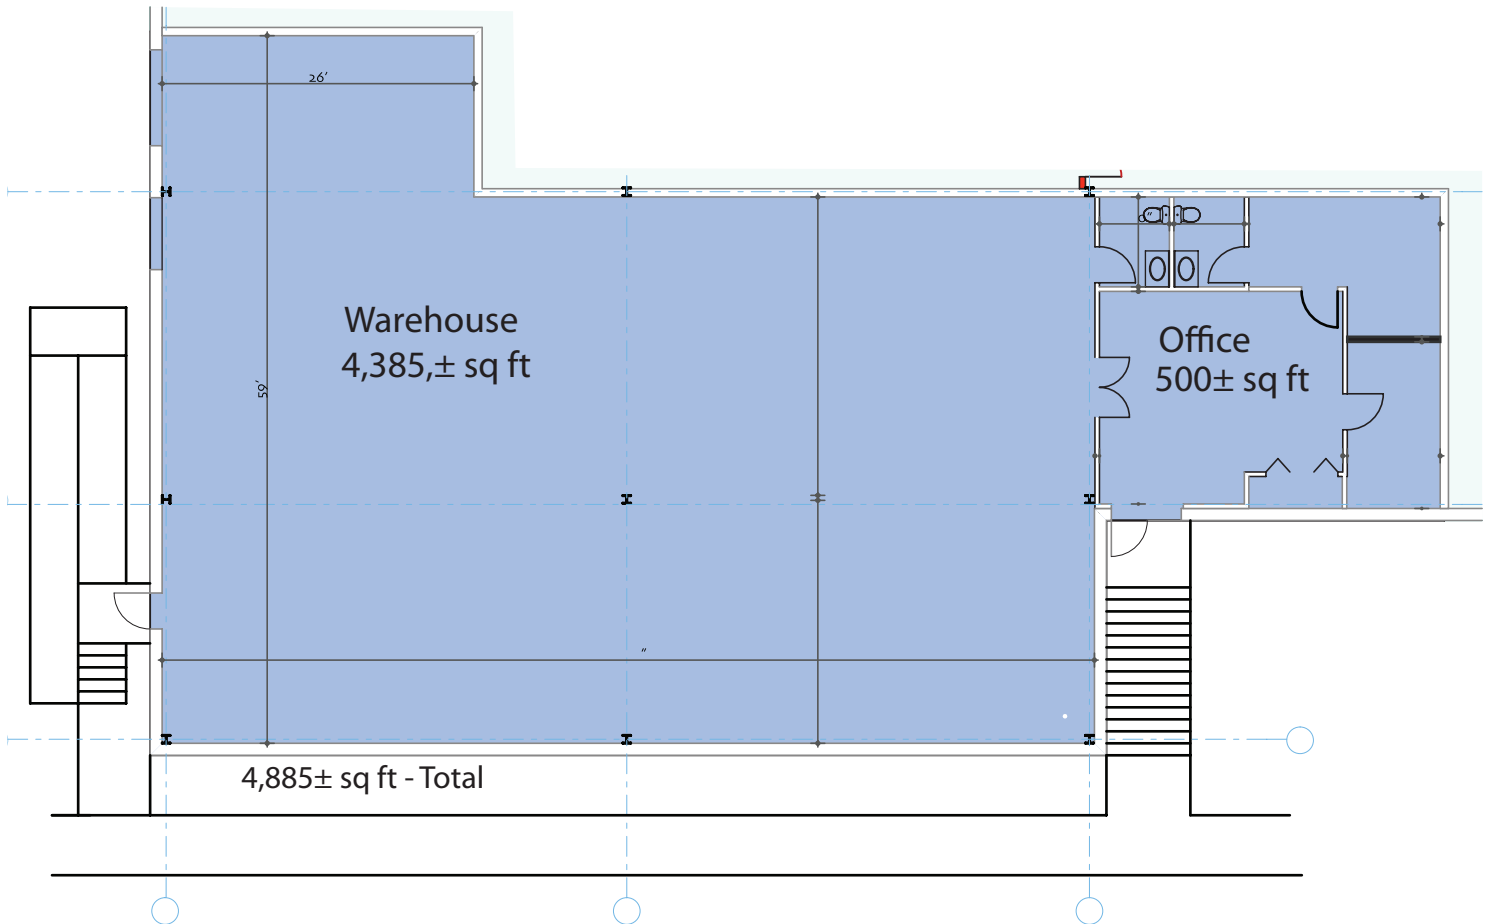 26′
″
Warehouse
4,385,± sq ft
Office
500± sq ft
59′
″
4,885± sq ft - Total